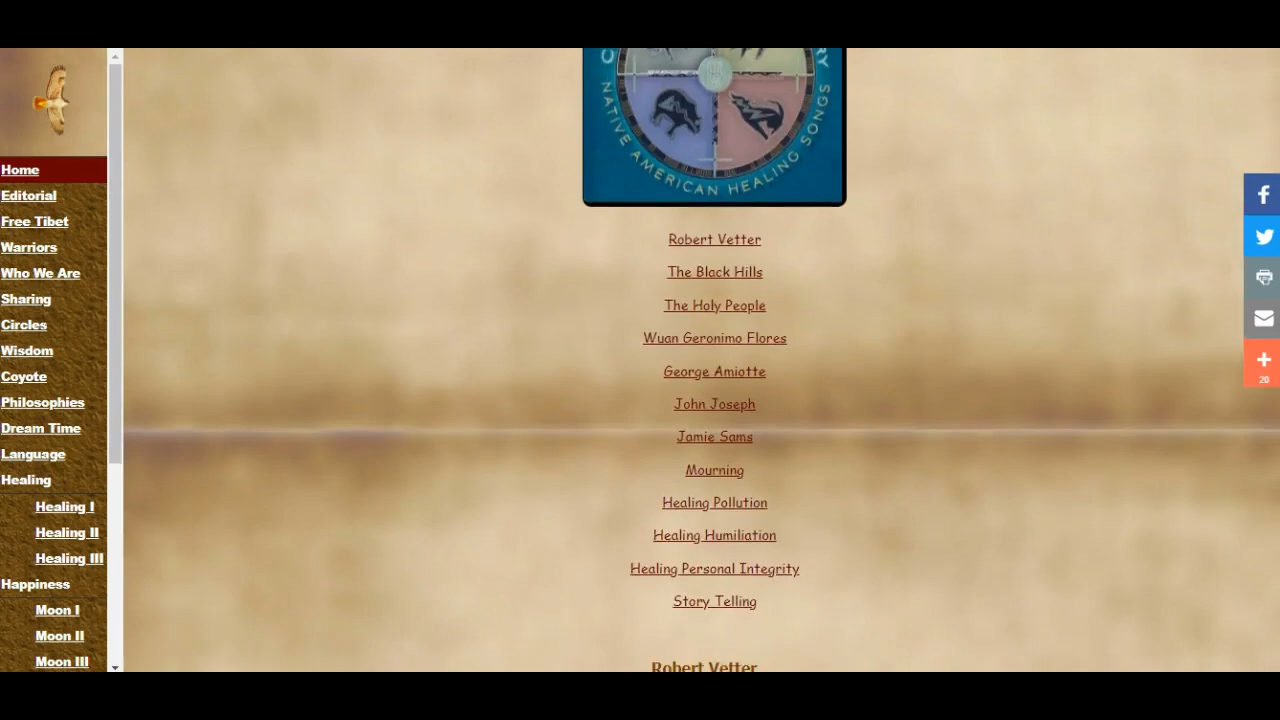 Home
Editorial
Free Tibet
Warriors
Who We Are
Sharing
Circles
Wisdom
Coyote
Philosophies
Dream Time
Language
Healing
Healing I
Healing II
Healing III
Happiness
Moon I
Moon II
Moon III
NATIVE AMERICAN HEALING SONGS
Robert Vetter
The Black Hills
The Holy People
Wuan Geronimo Flores
George Amiotte
John Joseph
Jamie Sams
Mourning
Healing Pollution
Healing Humiliation
Healing Personal Integrity
Story Telling
Robert Vetter
20